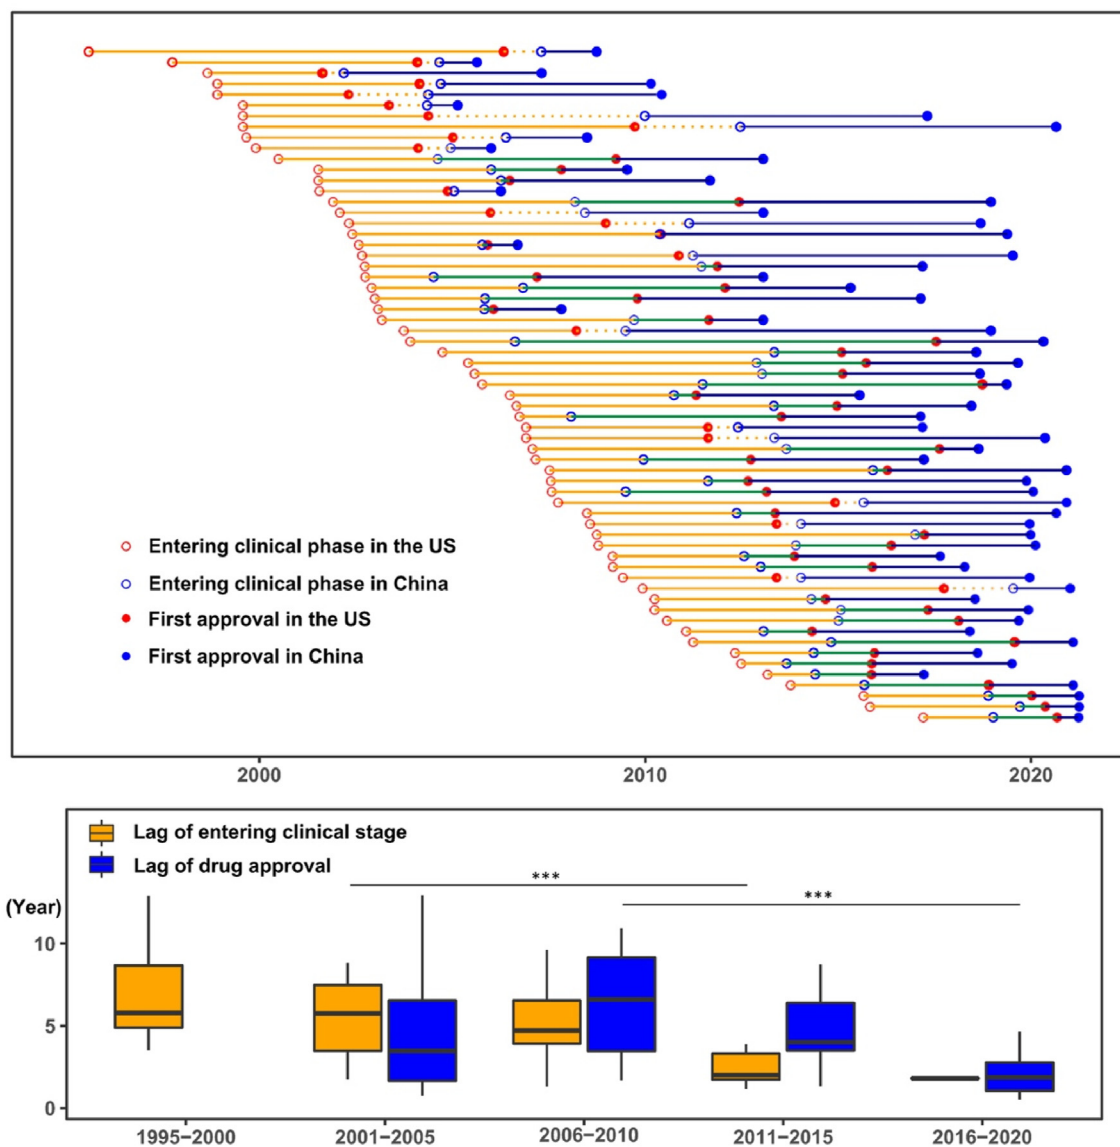 Entering clinical phase in the US
Entering clinical phase in China
First approval in the US
First approval in China
2000 2010 2020
Lag of entering clinical stage
Lag of drug approval
*** ***
(Year)
10
5
0
1995−2000 2001−2005 2006−2010 2011−2015 2016−2020